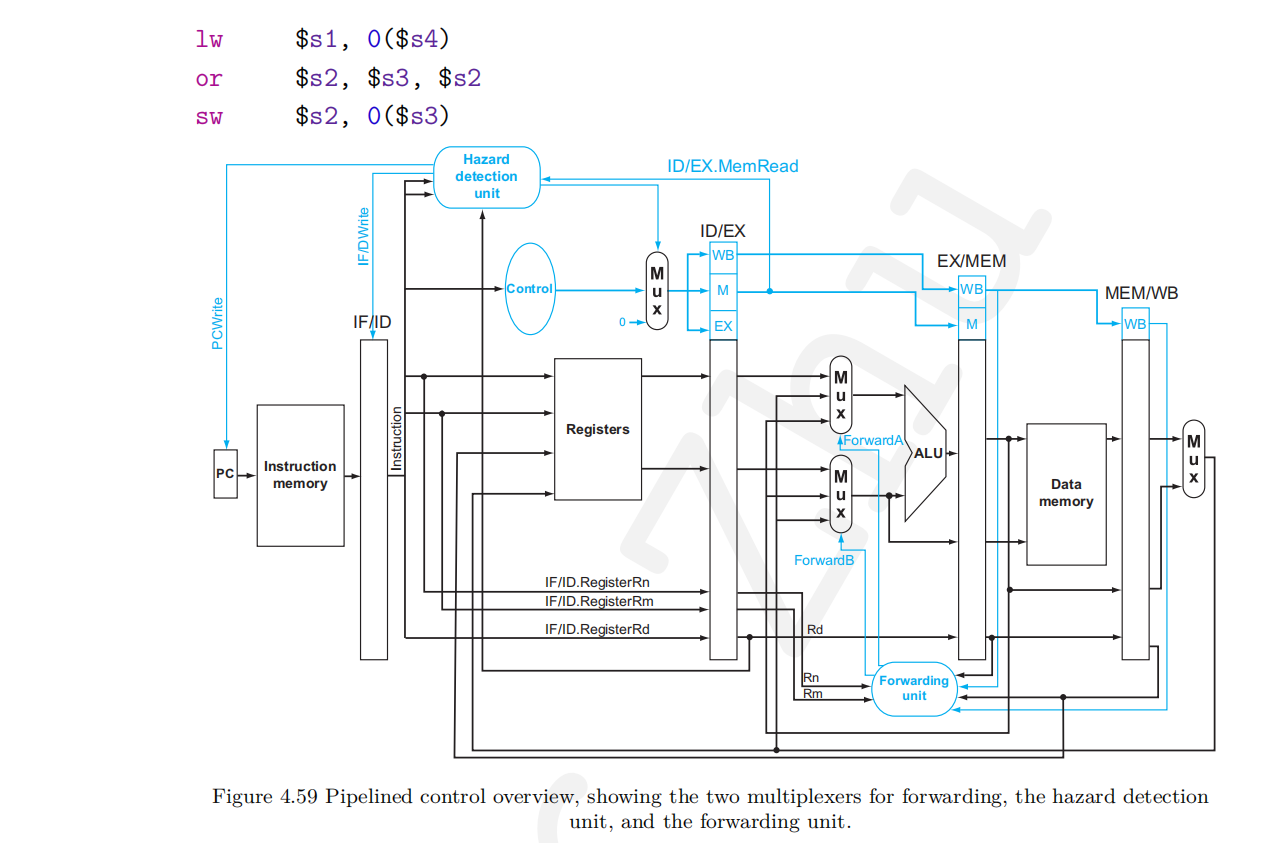 lw $s1, 0($s4)
or $s2, $s3, $s2
sw $s2, 0($s3)
Hazard
detection
unit
ID/EX.MemRead
IF/DWrite
PCWrite
ID/EX
WB
M
EX
Control
M
u
x
0
EX/MEM
WB
M
MEM/WB
WB
IF/ID
PC
Instruction
memory
Instruction
Registers
M
u
x
ForwardA
M
u
x
ForwardB
ALU
Data
memory
M
u
x
IF/ID.RegisterRn
IF/ID.RegisterRm
IF/ID.RegisterRd
Rd
Rn
Rm
Forwarding
unit
Figure 4.59 Pipelined control overview, showing the two multiplexers for forwarding, the hazard detection
unit, and the forwarding unit.